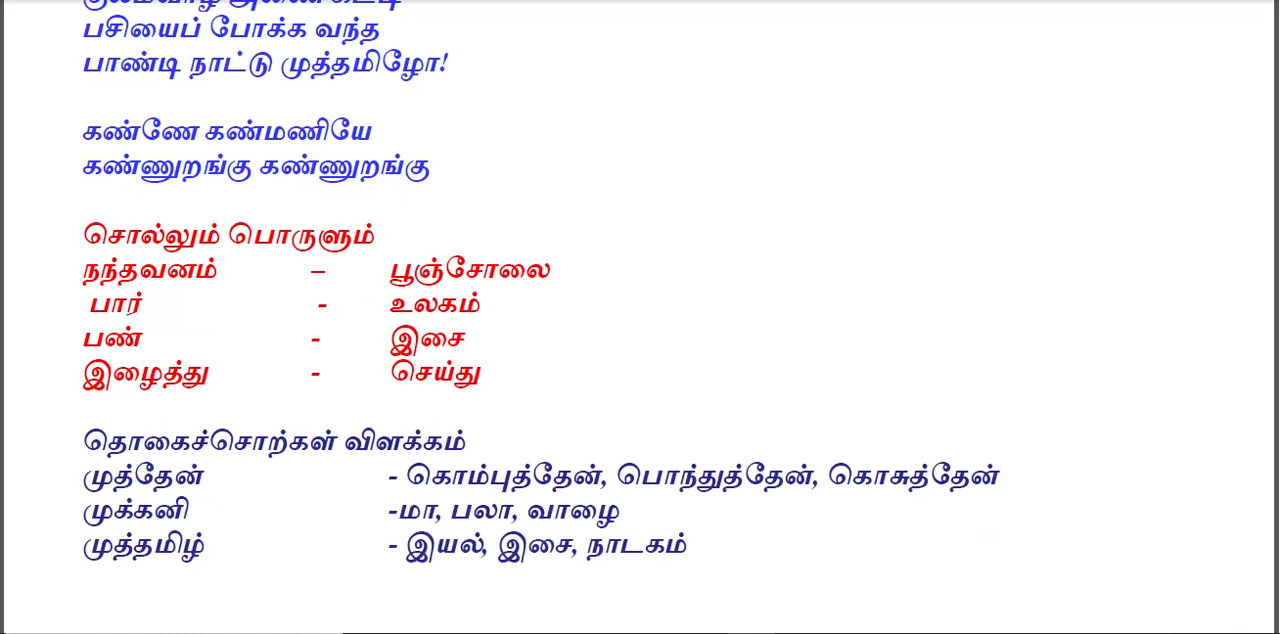 பசியைப் போக்க வந்த
பாண்டி நாட்டு முத்தமிழோ!
கண்ணே கண்மணியே
கண்ணுறங்கு கண்ணுறங்கு
சொல்லும் பொருளும்
நந்தவனம் – பூஞ்சோலை
பார் - உலகம்
பண் - இசை
இழைத்து - செய்து
தொகைச்சொற்கள் விளக்கம்
முத்தேன் - கொம்புத்தேன், பொந்துத்தேன், கொசுத்தேன்
முக்கனி -மா, பலா, வாழை
முத்தமிழ் - இயல், இசை, நாடகம்